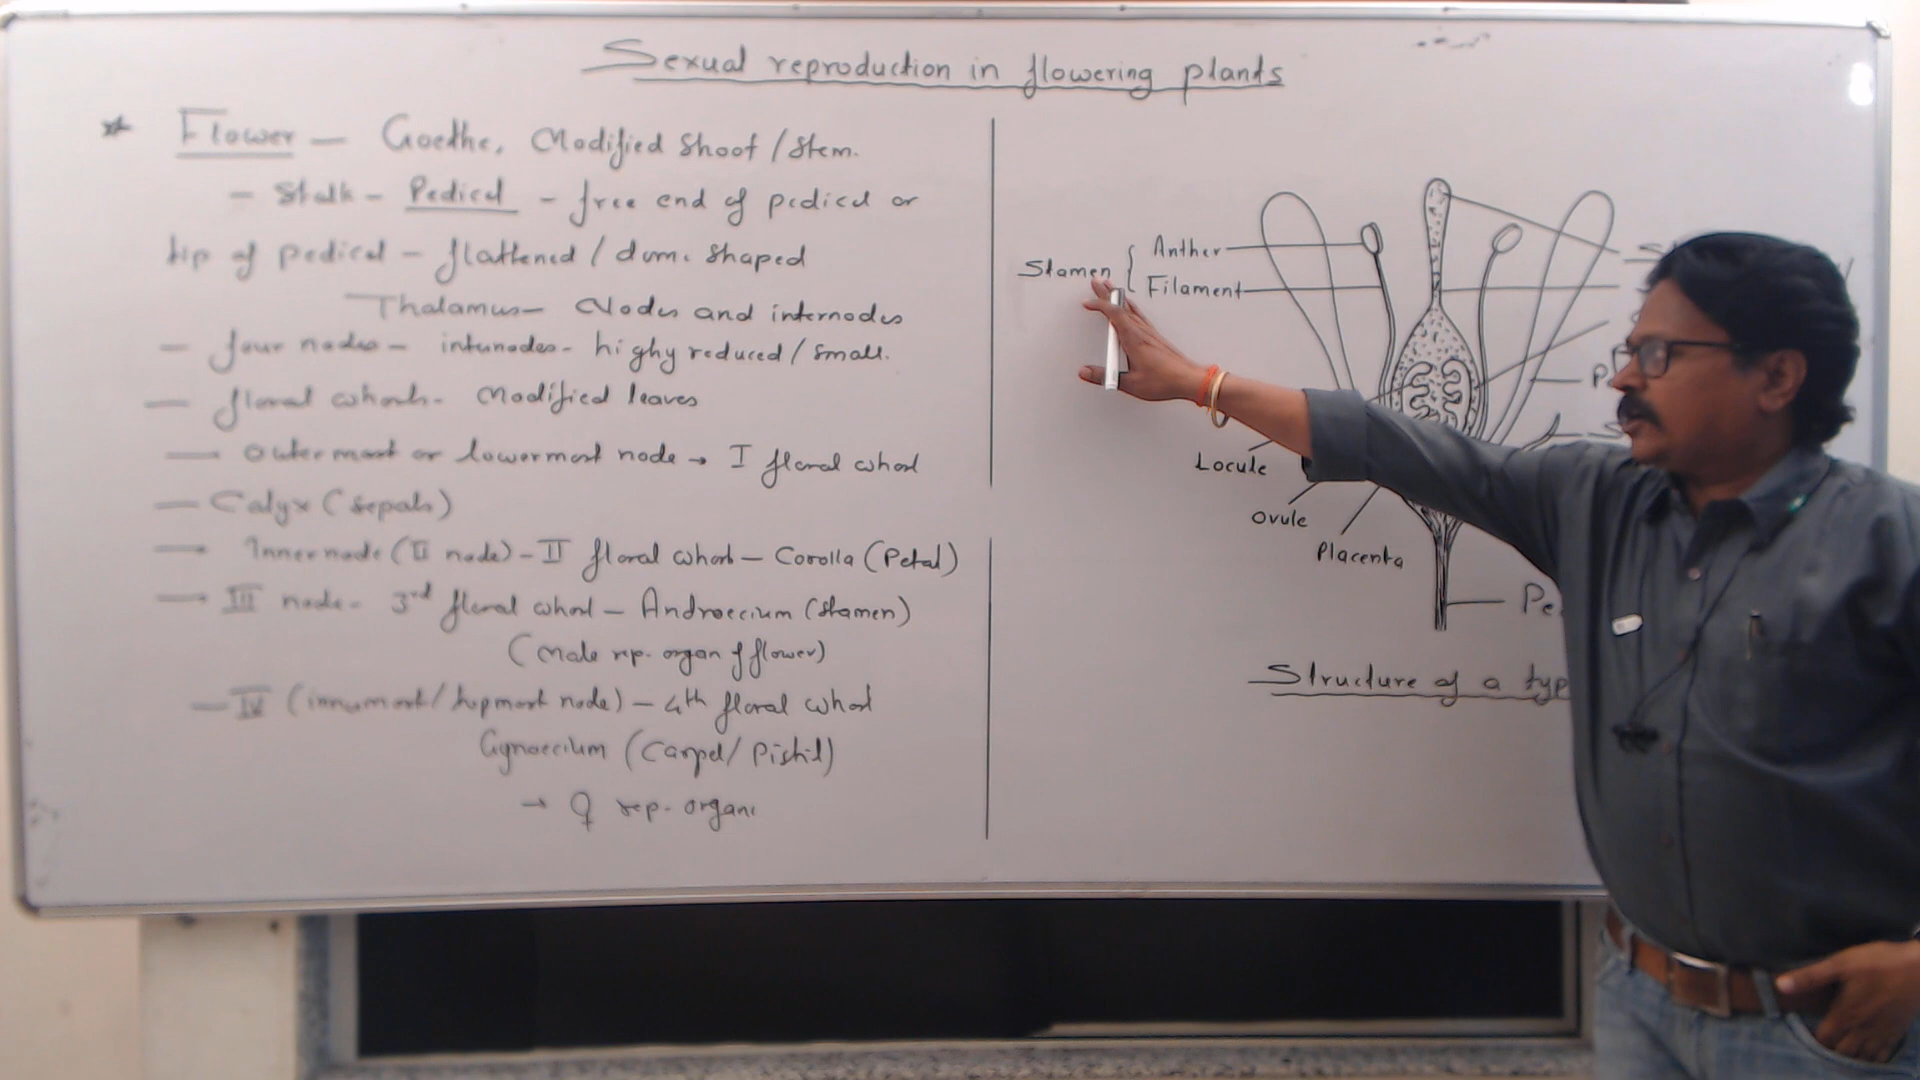 Sexual reproduction in flowering plants
* Flower — Goethe, Modified Shoot / Stem.
- Stalk - Pedicel - free end of pedicel or
tip of pedicel - flattened / dome shaped
Thalamus — Nodes and internodes
- four nodes - internodes - highy reduced / small.
- floral whorls - Modified leaves
- Outermost or lowermost node → I floral whorl
- Calyx (sepals)
- Inner node (II node) - II floral whorl - Corolla (Petal)
- III node - 3rd floral whorl - Androecium (Stamen)
(Male rep. organ of flower)
- IV (innermost / topmost node) - 4th floral whorl
Gynoecium (Carpel / Pistil)
→ ♀ rep. organ
Stamen { Anther
Filament
Locule
Ovule
Placenta
Pe
Structure of a typ